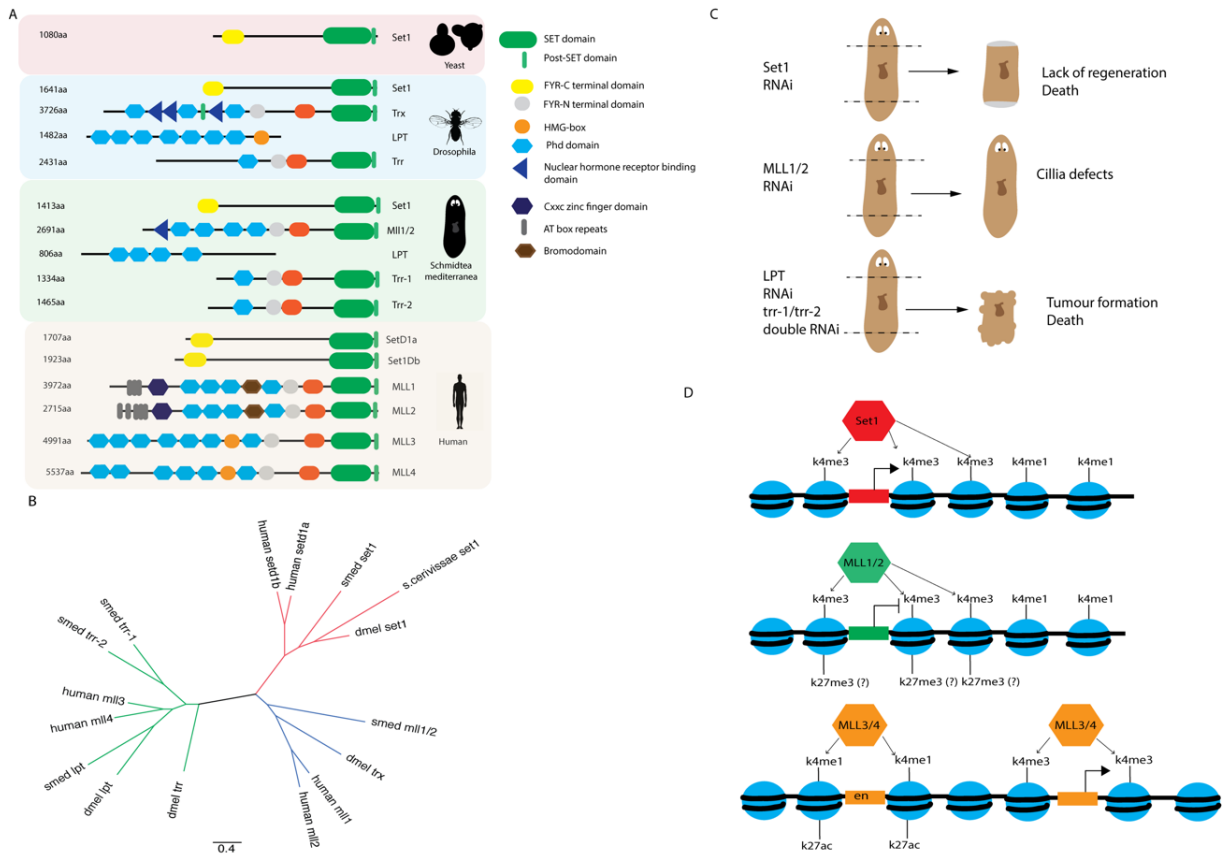 A
1080aa
Set1
Yeast
1641aa
Set1
3726aa
Trx
1482aa
LPT
2431aa
Trr
Drosophila
1413aa
Set1
2691aa
Mll1/2
806aa
LPT
1334aa
Trr-1
1465aa
Trr-2
Schmidtea
mediterranea
1707aa
SetD1a
1923aa
Set1Db
3972aa
MLL1
2715aa
MLL2
4991aa
MLL3
5537aa
MLL4
Human
SET domain
Post-SET domain
FYR-C terminal domain
FYR-N terminal domain
HMG-box
Phd domain
Nuclear hormone receptor binding
domain
Cxxc zinc finger domain
AT box repeats
Bromodomain
B
human setd1b
human setd1a
smed set1
s.cerivissae set1
dmel set1
smed trr-1
smed trr-2
human mll3
human mll4
smed lpt
dmel lpt
dmel trr
smed mll1/2
dmel trx
human mll1
human mll2
0.4
C
Set1
RNAi
Lack of regeneration
Death
MLL1/2
RNAi
Cillia defects
LPT
RNAi
trr-1/trr-2
double RNAi
Tumour formation
Death
D
Set1
k4me3 k4me3 k4me3 k4me1 k4me1
MLL1/2
k4me3 k4me3 k4me3 k4me1 k4me1
k27me3 (?) k27me3 (?) k27me3 (?)
MLL3/4 MLL3/4
k4me1 k4me1 k4me3 k4me3
en
k27ac k27ac